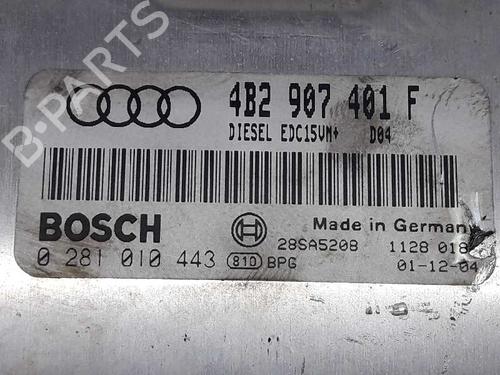 4B2 907 401 F
DIESEL EDC15VM+ D04
BOSCH
Made in Germany
28SA5208 1128 018
0 281 010 443 810 BPG 01-12-04
B-PARTS